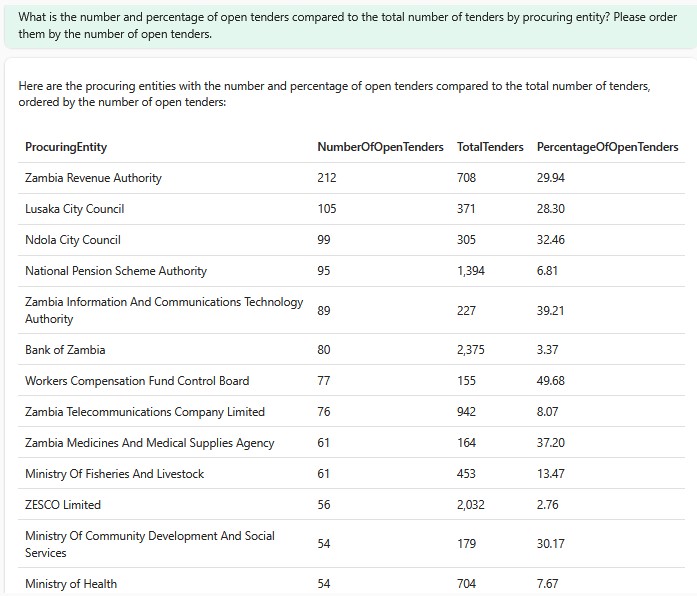 What is the number and percentage of open tenders compared to the total number of tenders by procuring entity? Please order
them by the number of open tenders.
Here are the procuring entities with the number and percentage of open tenders compared to the total number of tenders,
ordered by the number of open tenders:
ProcuringEntity NumberOfOpenTenders TotalTenders PercentageOfOpenTenders
Zambia Revenue Authority 212 708 29.94
Lusaka City Council 105 371 28.30
Ndola City Council 99 305 32.46
National Pension Scheme Authority 95 1,394 6.81
Zambia Information And Communications Technology
Authority 89 227 39.21
Bank of Zambia 80 2,375 3.37
Workers Compensation Fund Control Board 77 155 49.68
Zambia Telecommunications Company Limited 76 942 8.07
Zambia Medicines And Medical Supplies Agency 61 164 37.20
Ministry Of Fisheries And Livestock 61 453 13.47
ZESCO Limited 56 2,032 2.76
Ministry Of Community Development And Social
Services 54 179 30.17
Ministry of Health 54 704 7.67